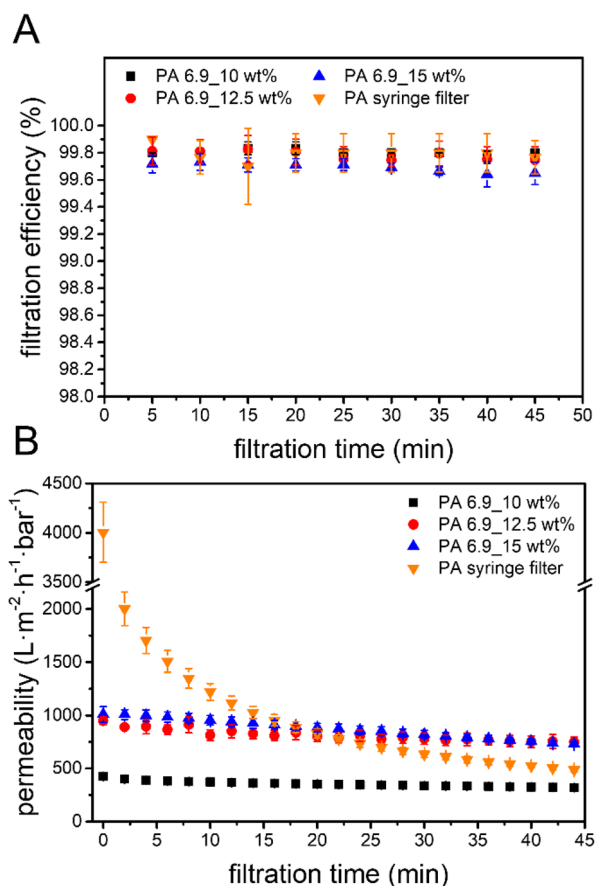 A
PA 6.9_10 wt% PA 6.9_15 wt%
PA 6.9_12.5 wt% PA syringe filter
filtration efficiency (%)
100.0
99.8
99.6
99.4
99.2
99.0
98.8
98.6
98.4
98.2
98.0
0 5 10 15 20 25 30 35 40 45 50
filtration time (min)
B
PA 6.9_10 wt%
PA 6.9_12.5 wt%
PA 6.9_15 wt%
PA syringe filter
permeability (L·m⁻²·h⁻¹·bar⁻¹)
4500
4000
3500
2000
1500
1000
500
0
0 5 10 15 20 25 30 35 40 45
filtration time (min)